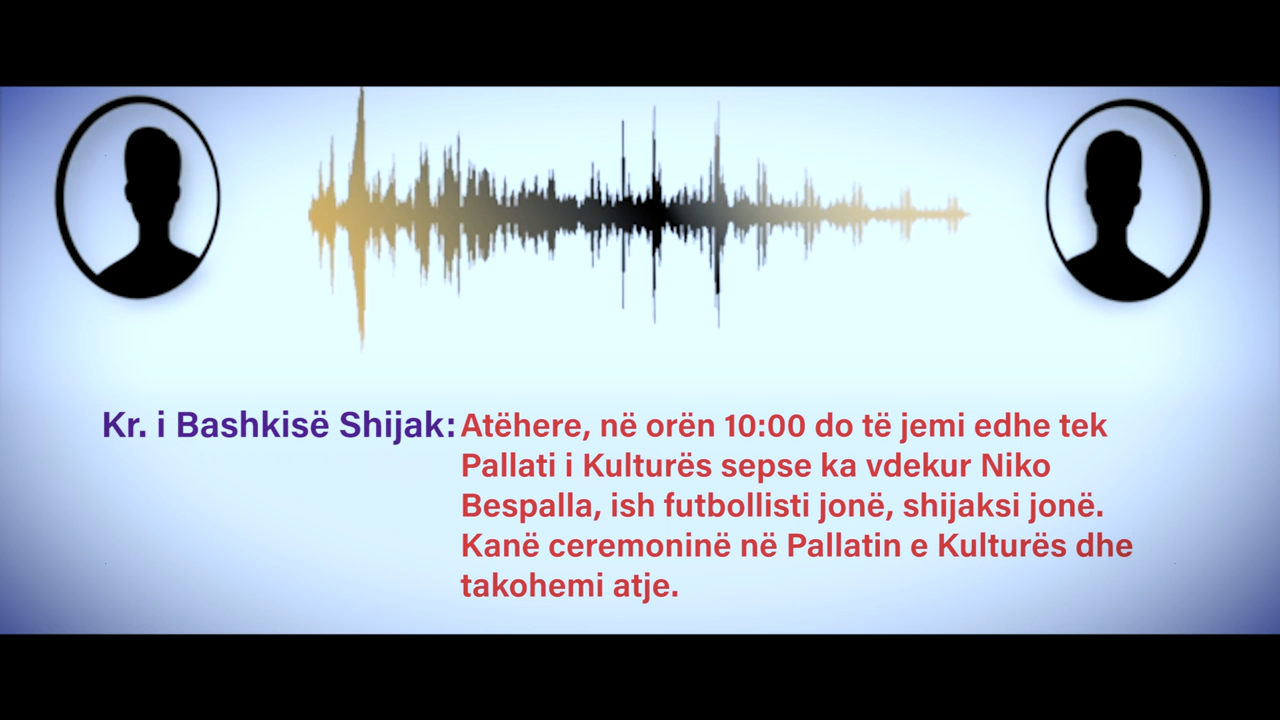 Kr. i Bashkisë Shijak: Atëhere, në orën 10:00 do të jemi edhe tek
Pallati i Kulturës sepse ka vdekur Niko
Bespalla, ish futbollisti jonë, shijaksi jonë.
Kanë ceremoninë në Pallatin e Kulturës dhe
takohemi atje.